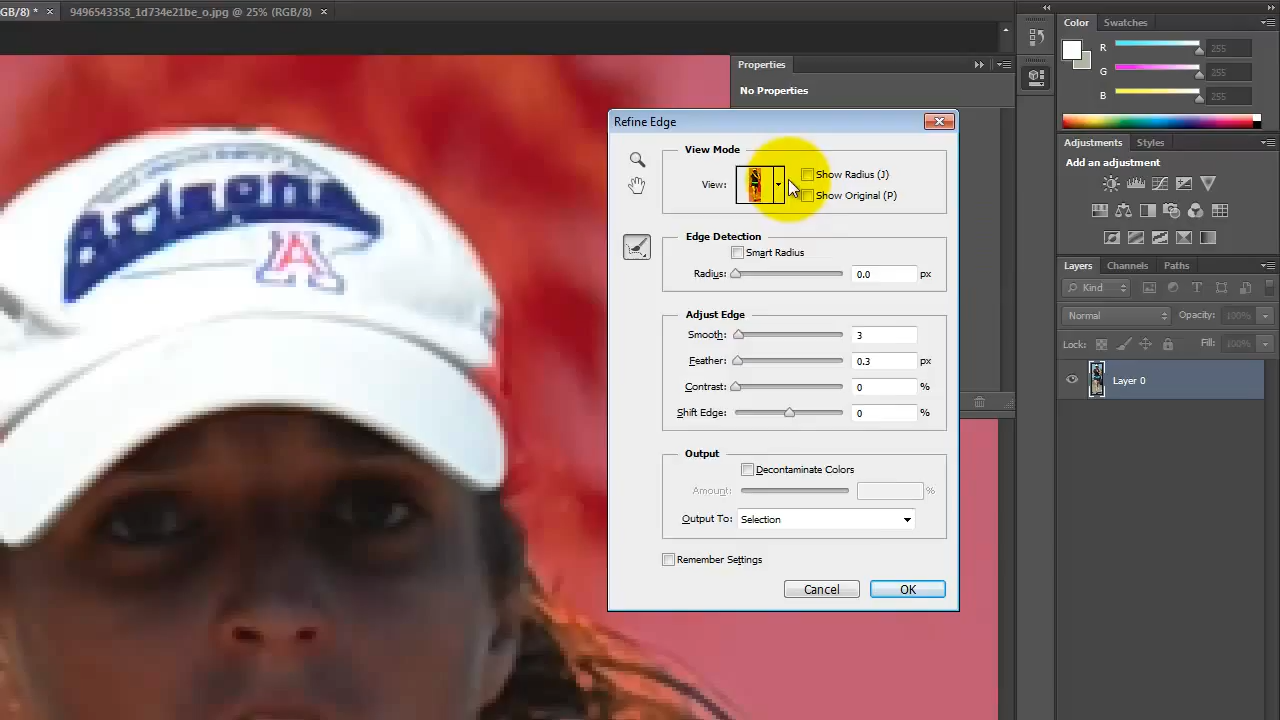 GB/8) * × 9496543358_1d734e21be_o.jpg @ 25% (RGB/8) ×
Color Swatches
R 255
G 255
B 255
Properties
No Properties
Refine Edge
View Mode
View:
Show Radius (J)
Show Original (P)
Edge Detection
Smart Radius
Radius: 0.0 px
Adjust Edge
Smooth: 3
Feather: 0.3 px
Contrast: 0 %
Shift Edge: 0 %
Output
Decontaminate Colors
Amount: %
Output To: Selection
Remember Settings
Cancel OK
Adjustments Styles
Add an adjustment
Layers Channels Paths
Kind
Normal Opacity: 100%
Lock: Fill: 100%
Layer 0
Arizona
A